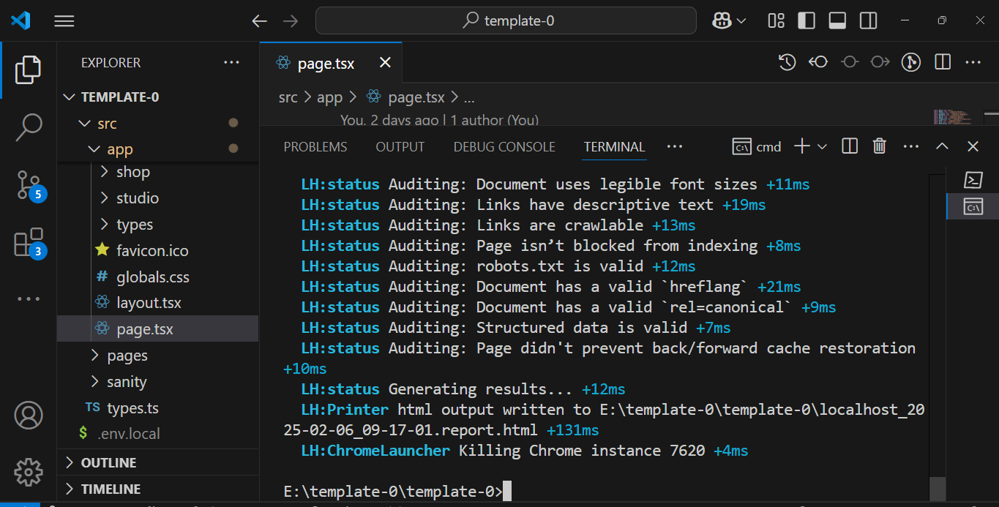 template-0
EXPLORER
TEMPLATE-0
src
app
shop
studio
types
favicon.ico
# globals.css
layout.tsx
page.tsx
pages
sanity
TS types.ts
$ .env.local
OUTLINE
TIMELINE
5
3
page.tsx
src > app > page.tsx > ...
You, 2 days ago | 1 author (You)
PROBLEMS OUTPUT DEBUG CONSOLE TERMINAL ... cmd
LH:status Auditing: Document uses legible font sizes +11ms
LH:status Auditing: Links have descriptive text +19ms
LH:status Auditing: Links are crawlable +13ms
LH:status Auditing: Page isn’t blocked from indexing +8ms
LH:status Auditing: robots.txt is valid +12ms
LH:status Auditing: Document has a valid `hreflang` +21ms
LH:status Auditing: Document has a valid `rel=canonical` +9ms
LH:status Auditing: Structured data is valid +7ms
LH:status Auditing: Page didn't prevent back/forward cache restoration
+10ms
LH:status Generating results... +12ms
LH:Printer html output written to E:\template-0\template-0\localhost_20
25-02-06_09-17-01.report.html +131ms
LH:ChromeLauncher Killing Chrome instance 7620 +4ms
E:\template-0\template-0>